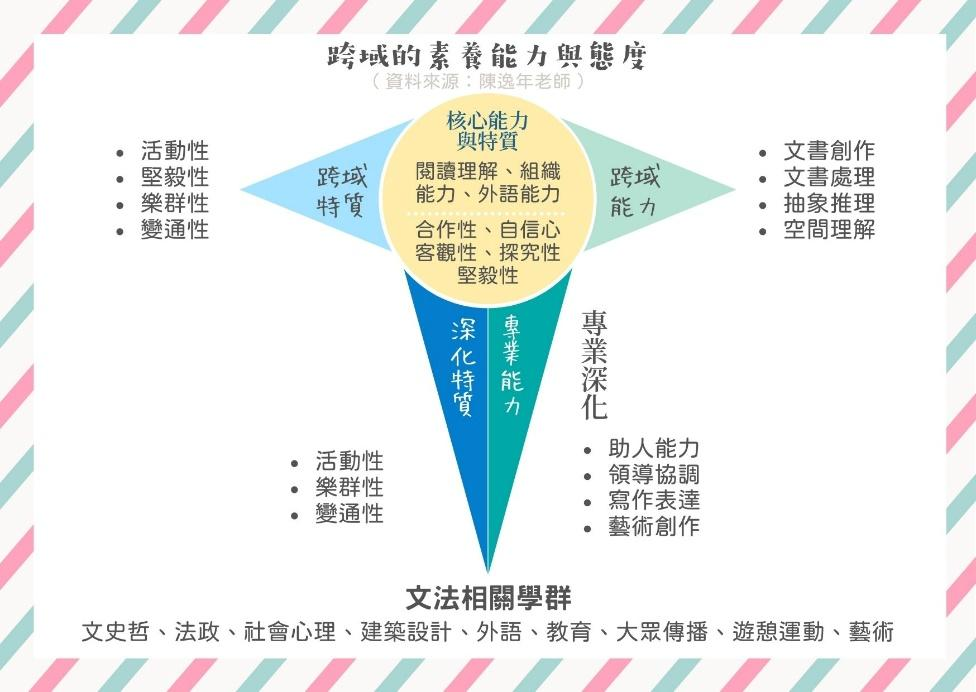 跨域的素養能力與態度
（資料來源：陳逸年老師）
核心能力
與特質
閱讀理解、組織
能力、外語能力
合作性、自信心
客觀性、探究性
堅毅性
跨域
特質
• 活動性
• 堅毅性
• 樂群性
• 變通性
跨域
能力
• 文書創作
• 文書處理
• 抽象推理
• 空間理解
深化特質
專業能力
專業深化
• 活動性
• 樂群性
• 變通性
• 助人能力
• 領導協調
• 寫作表達
• 藝術創作
文法相關學群
文史哲、法政、社會心理、建築設計、外語、教育、大眾傳播、遊憩運動、藝術